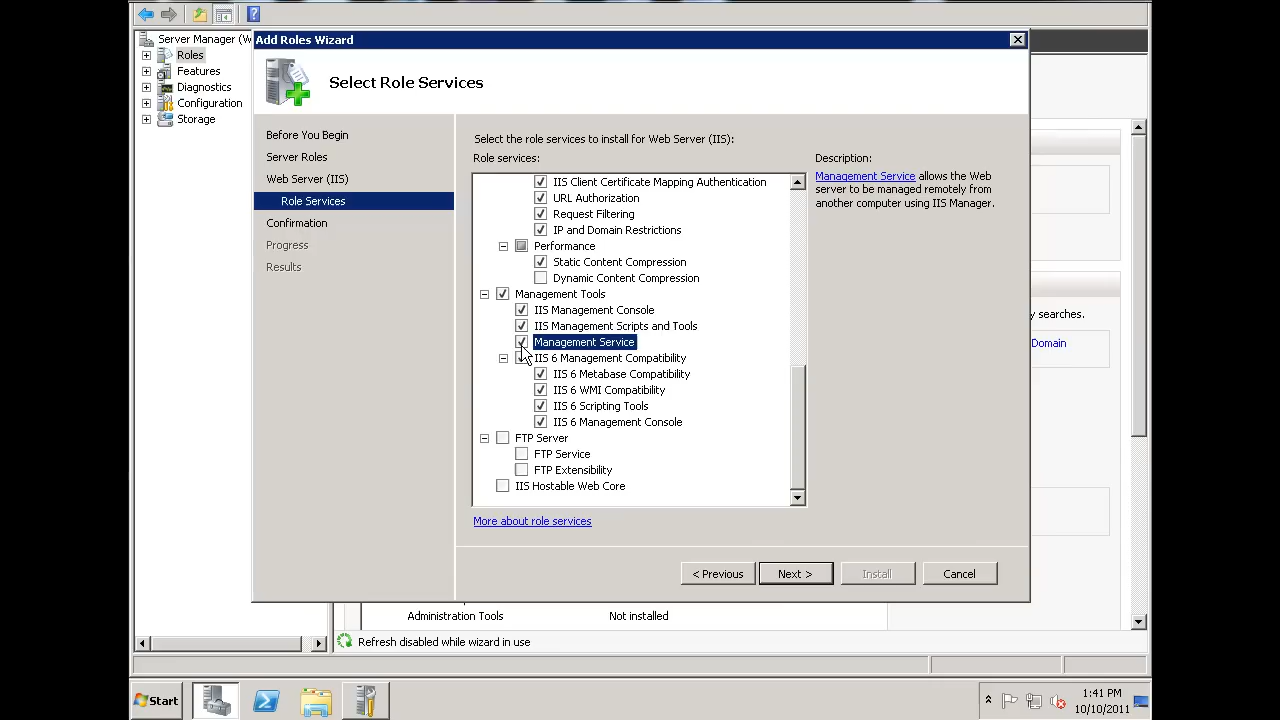 Server Manager (W
Roles
Features
Diagnostics
Configuration
Storage
Add Roles Wizard
Select Role Services
Before You Begin
Server Roles
Web Server (IIS)
Role Services
Confirmation
Progress
Results
Select the role services to install for Web Server (IIS):
Role services:
IIS Client Certificate Mapping Authentication
URL Authorization
Request Filtering
IP and Domain Restrictions
Performance
Static Content Compression
Dynamic Content Compression
Management Tools
IIS Management Console
IIS Management Scripts and Tools
Management Service
IIS 6 Management Compatibility
IIS 6 Metabase Compatibility
IIS 6 WMI Compatibility
IIS 6 Scripting Tools
IIS 6 Management Console
FTP Server
FTP Service
FTP Extensibility
IIS Hostable Web Core
More about role services
Description:
Management Service allows the Web
server to be managed remotely from
another computer using IIS Manager.
< Previous
Next >
Install
Cancel
y searches.
Domain
Administration Tools
Not installed
Refresh disabled while wizard in use
Start
1:41 PM
10/10/2011